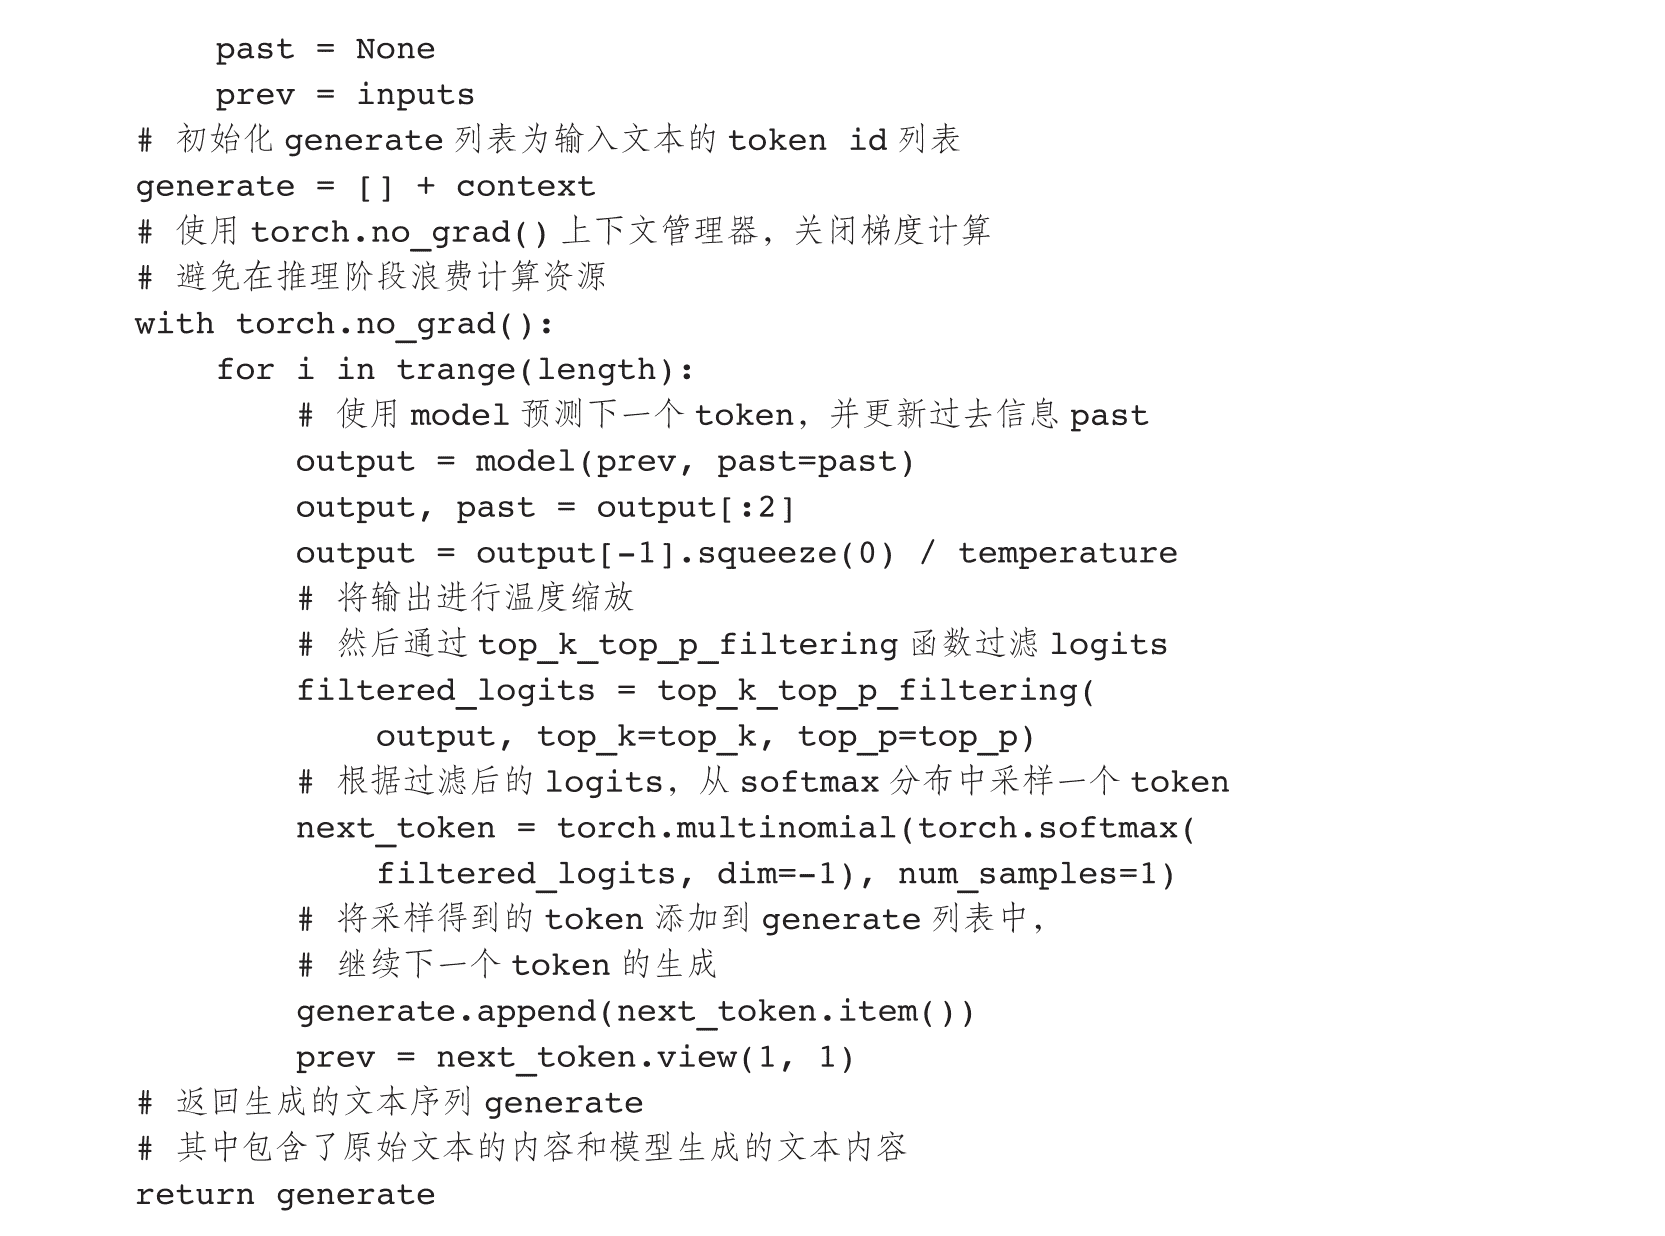 past = None
prev = inputs
# 初始化 generate 列表为输入文本的 token id 列表
generate = [] + context
# 使用 torch.no_grad() 上下文管理器，关闭梯度计算
# 避免在推理阶段浪费计算资源
with torch.no_grad():
for i in trange(length):
# 使用 model 预测下一个 token，并更新过去信息 past
output = model(prev, past=past)
output, past = output[:2]
output = output[-1].squeeze(0) / temperature
# 将输出进行温度缩放
# 然后通过 top_k_top_p_filtering 函数过滤 logits
filtered_logits = top_k_top_p_filtering(
output, top_k=top_k, top_p=top_p)
# 根据过滤后的 logits，从 softmax 分布中采样一个 token
next_token = torch.multinomial(torch.softmax(
filtered_logits, dim=-1), num_samples=1)
# 将采样得到的 token 添加到 generate 列表中，
# 继续下一个 token 的生成
generate.append(next_token.item())
prev = next_token.view(1, 1)
# 返回生成的文本序列 generate
# 其中包含了原始文本的内容和模型生成的文本内容
return generate